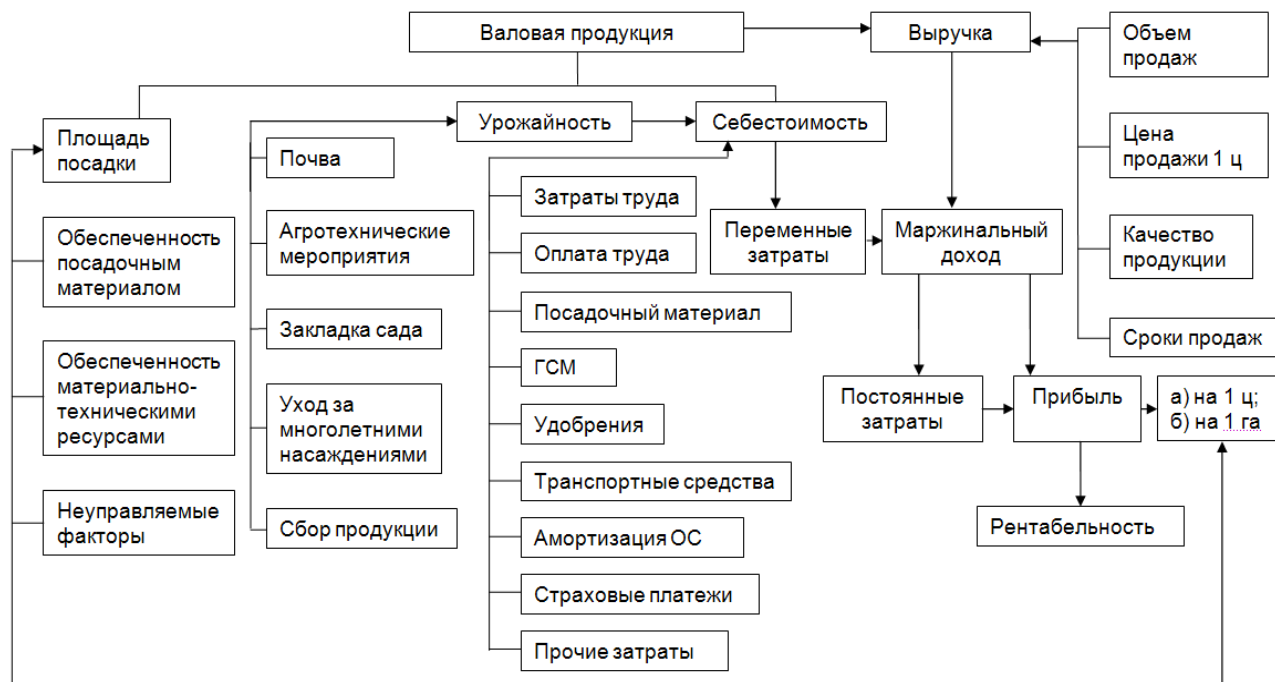 Валовая продукция
Выручка
Объем
продаж
Площадь
посадки
Урожайность
Себестоимость
Почва
Цена
продажи 1 ц
Затраты труда
Обеспеченность
посадочным
материалом
Агротехнические
мероприятия
Оплата труда
Переменные
затраты
Маржинальный
доход
Качество
продукции
Посадочный материал
Закладка сада
Сроки продаж
Обеспеченность
материально-
техническими
ресурсами
ГСМ
Уход за
многолетними
насаждениями
Удобрения
Постоянные
затраты
Прибыль
а) на 1 ц;
б) на 1 га
Транспортные средства
Неуправляемые
факторы
Сбор продукции
Амортизация ОС
Рентабельность
Страховые платежи
Прочие затраты